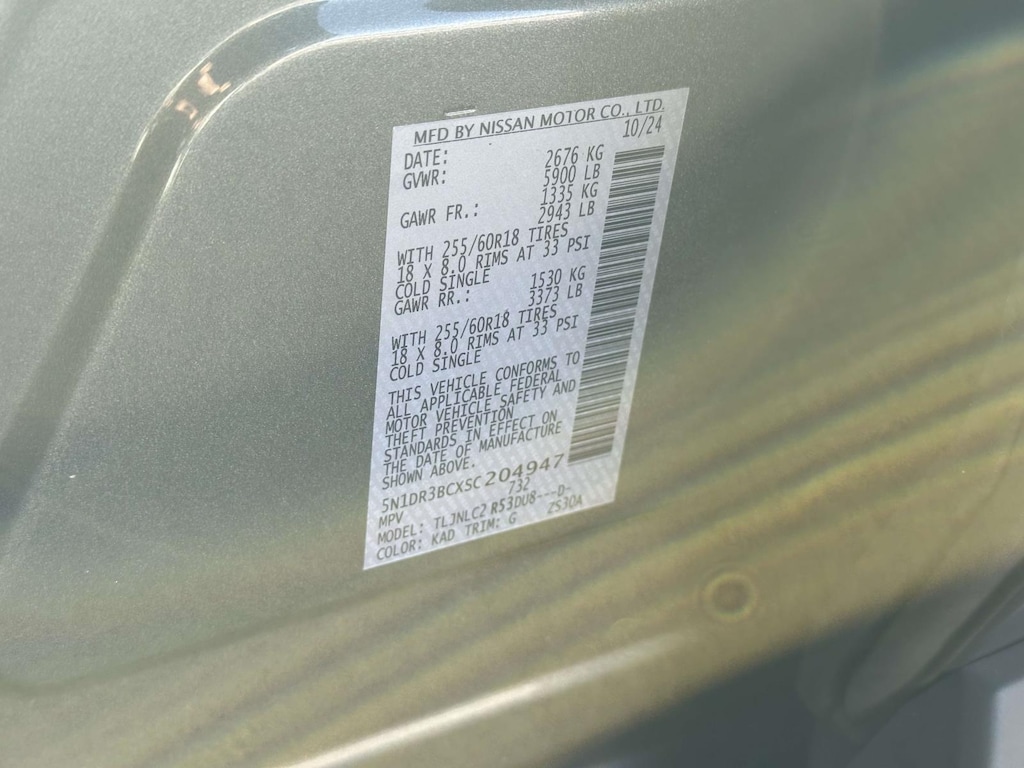 MFD BY NISSAN MOTOR CO., LTD.
DATE: 10/24
GVWR: 2676 KG
5900 LB
GAWR FR.: 1335 KG
2943 LB
WITH 255/60R18 TIRES
18 X 8.0 RIMS AT 33 PSI
COLD SINGLE
GAWR RR.: 1530 KG
3373 LB
WITH 255/60R18 TIRES
18 X 8.0 RIMS AT 33 PSI
COLD SINGLE
THIS VEHICLE CONFORMS TO
ALL APPLICABLE FEDERAL
MOTOR VEHICLE SAFETY AND
THEFT PREVENTION
STANDARDS IN EFFECT ON
THE DATE OF MANUFACTURE
SHOWN ABOVE.
5N1DR3BCXSC204947
MPV 732
MODEL: TLJNLC2 R53DU8---D-
COLOR: KAD TRIM: G ZS30A